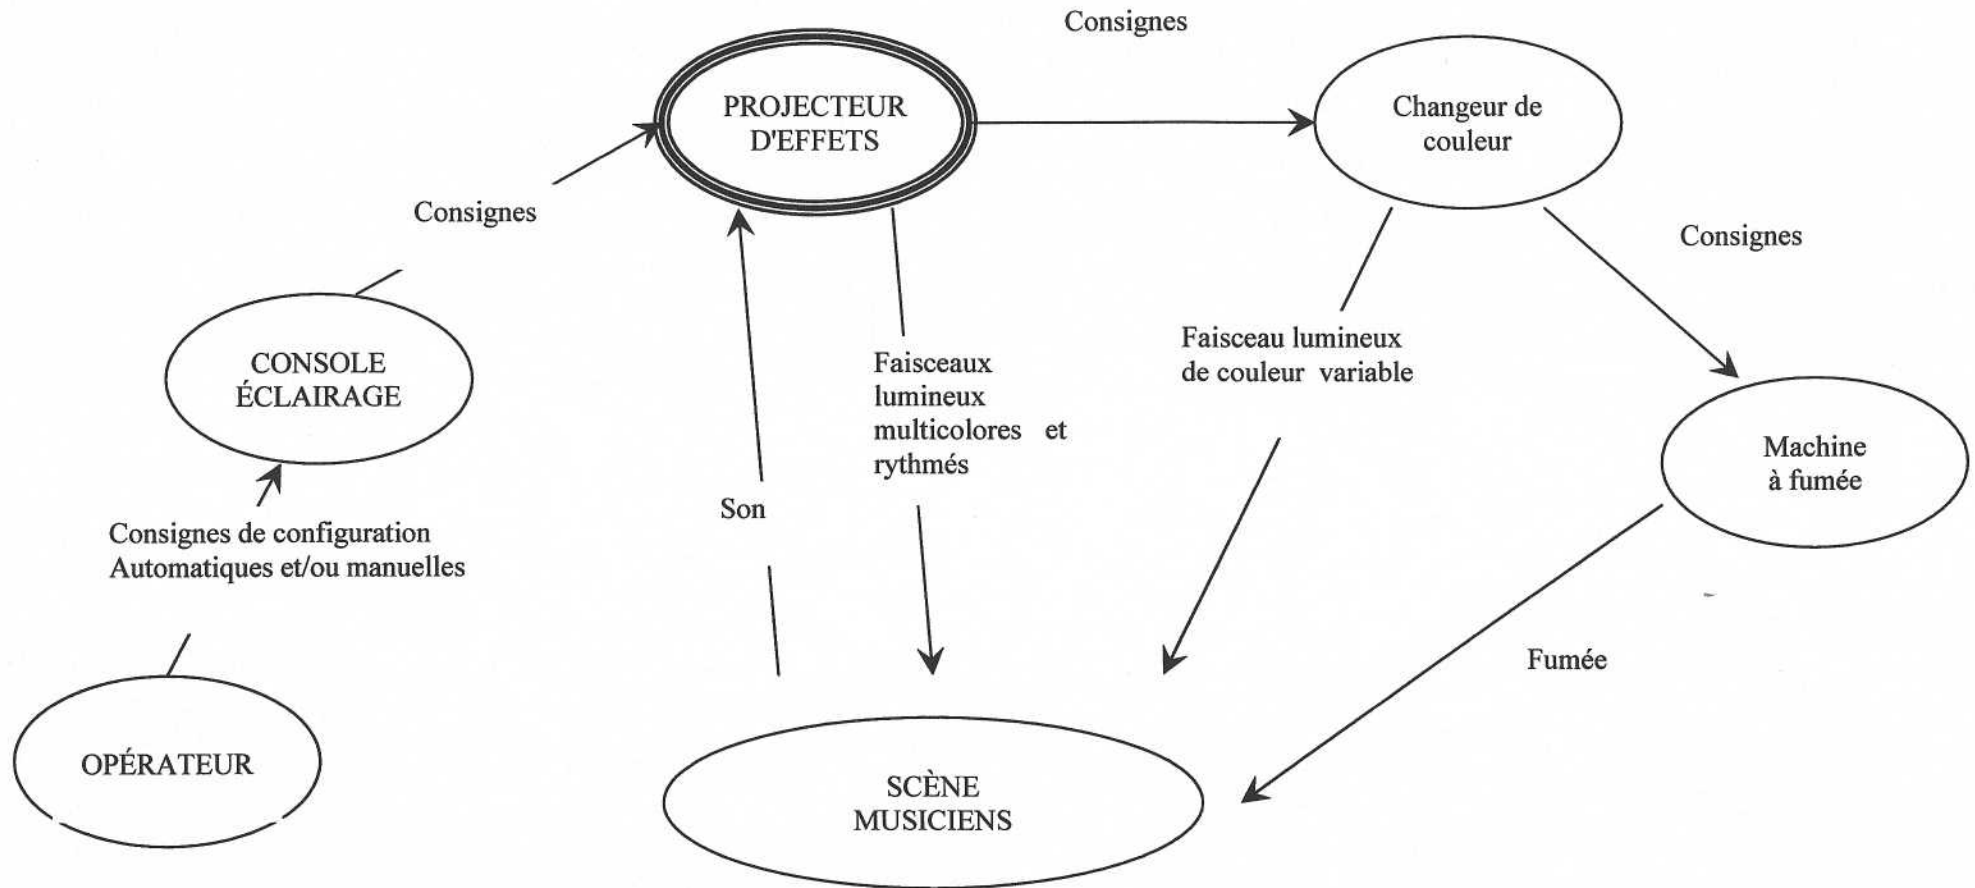 Consignes
PROJECTEUR
D'EFFETS
Changeur de
couleur
Consignes
Consignes
CONSOLE
ÉCLAIRAGE
Faisceaux
lumineux
multicolores et
rythmés
Faisceau lumineux
de couleur variable
Machine
à fumée
Son
Consignes de configuration
Automatiques et/ou manuelles
Fumée
OPÉRATEUR
SCÈNE
MUSICIENS